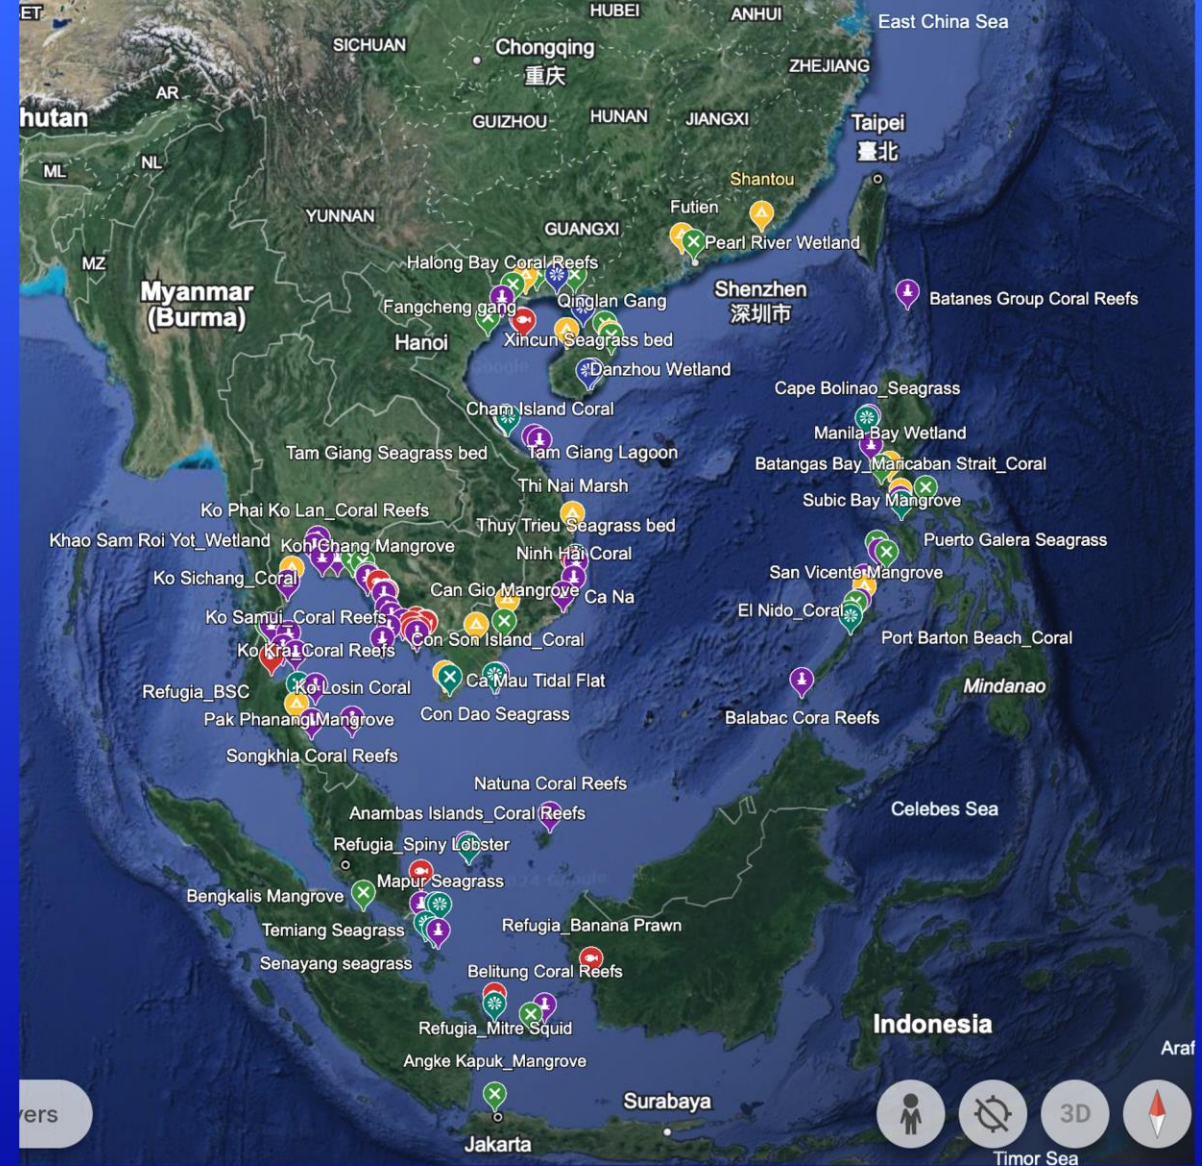 ET
HUBEI
ANHUI
East China Sea
SICHUAN
Chongqing
重庆
ZHEJIANG
AR
hutan
GUIZHOU
HUNAN
JIANGXI
Taipei
臺北
ML
NL
Shantou
YUNNAN
Futien
GUANGXI
Pearl River Wetland
MZ
Halong Bay Coral Reefs
Myanmar
(Burma)
Fangcheng gang
Qinglan Gang
Shenzhen
深圳市
Batanes Group Coral Reefs
Hanoi
Xincun Seagrass bed
Danzhou Wetland
Cape Bolinao_Seagrass
Cham Island Coral
Manila Bay Wetland
Tam Giang Seagrass bed
Tam Giang Lagoon
Batangas Bay_Maricaban Strait_Coral
Thi Nai Marsh
Subic Bay Mangrove
Ko Phai Ko Lan_Coral Reefs
Thuy Trieu Seagrass bed
Khao Sam Roi Yot_Wetland
Koh Chang Mangrove
Ninh Hai Coral
Puerto Galera Seagrass
Ko Sichang_Coral
San Vicente Mangrove
Can Gio Mangrove
Ca Na
Ko Samui_Coral Reefs
El Nido_Coral
Con Son Island_Coral
Port Barton Beach_Coral
Ko Kra_Coral Reefs
Ca Mau Tidal Flat
Refugia_BSC
Ko Losin Coral
Mindanao
Pak Phanang Mangrove
Con Dao Seagrass
Balabac Cora Reefs
Songkhla Coral Reefs
Natuna Coral Reefs
Anambas Islands_Coral Reefs
Celebes Sea
Refugia_Spiny Lobster
Mapur Seagrass
Bengkalis Mangrove
Refugia_Banana Prawn
Temiang Seagrass
Senayang seagrass
Belitung Coral Reefs
Refugia_Mitre Squid
Indonesia
Angke Kapuk_Mangrove
Araf
Surabaya
yers
3D
Jakarta
Timor Sea